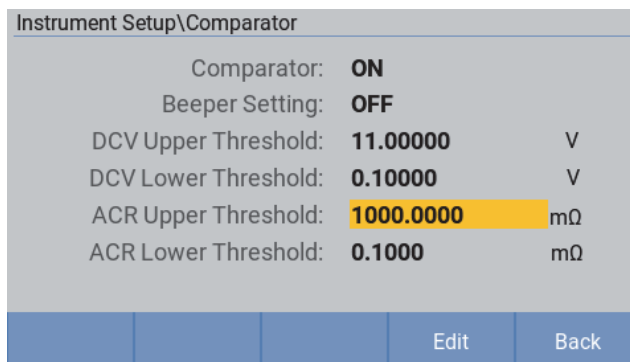 Instrument Setup\Comparator
Comparator: ON
Beeper Setting: OFF
DCV Upper Threshold: 11.00000 V
DCV Lower Threshold: 0.10000 V
ACR Upper Threshold: 1000.0000 mΩ
ACR Lower Threshold: 0.1000 mΩ
Edit Back